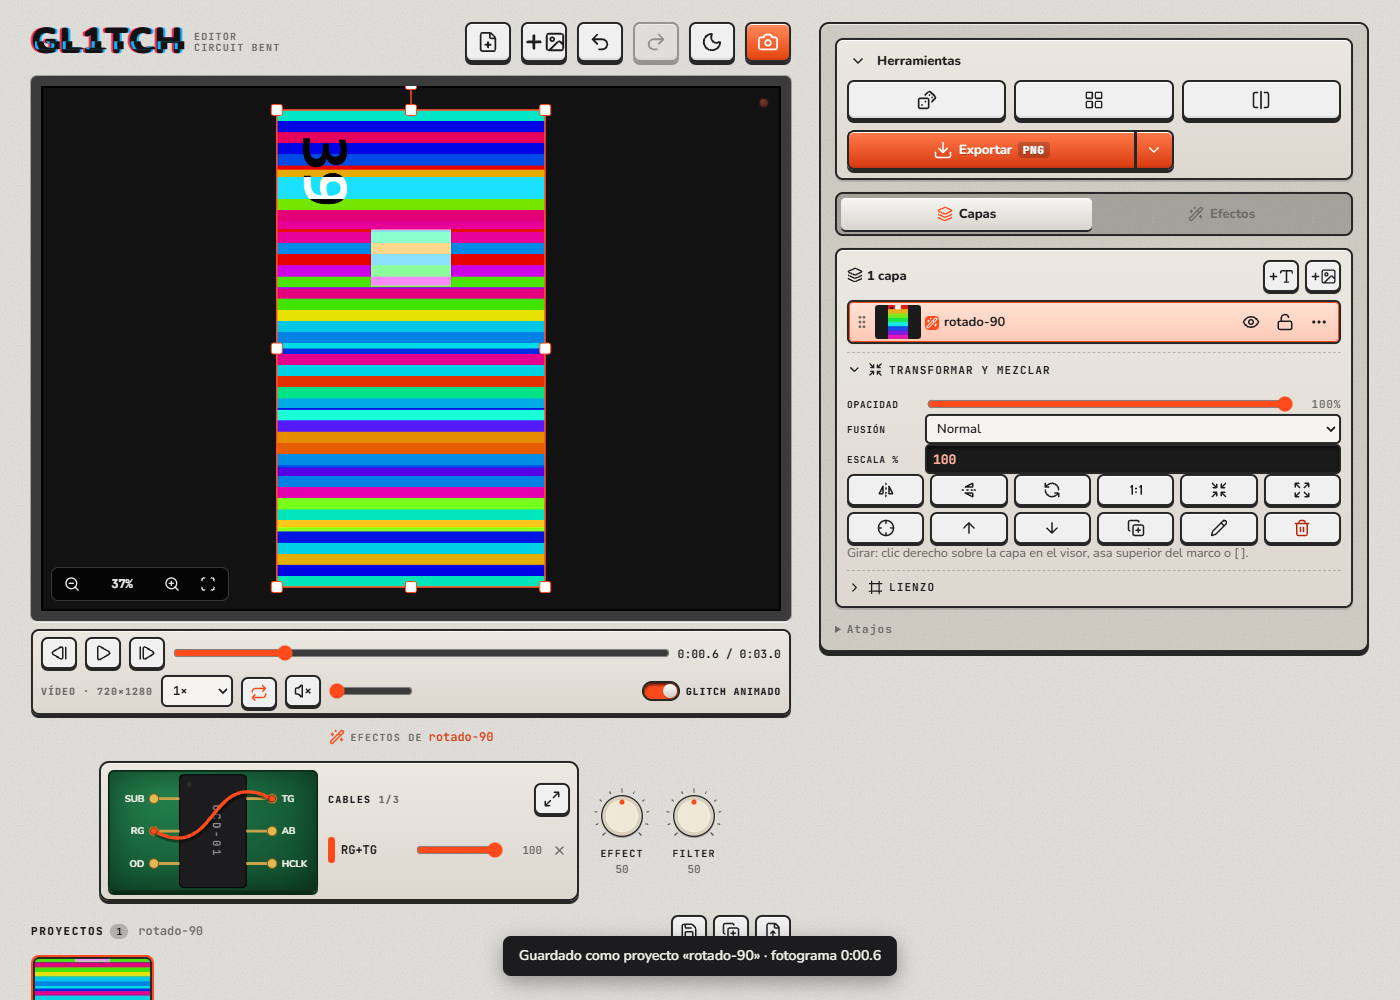 GL1TCH
EDITOR
CIRCUIT BENT
39
37%
0:00.6 / 0:03.0
VÍDEO · 720×1280
1×
GLITCH ANIMADO
EFECTOS DE rotado-90
SUB
RG
OD
CCD-01
TG
AB
HCLK
CABLES 1/3
RG+TG
100
EFFECT
50
FILTER
50
PROYECTOS 1 rotado-90
Herramientas
Exportar PNG
Capas
Efectos
1 capa
+T
rotado-90
TRANSFORMAR Y MEZCLAR
OPACIDAD
100%
FUSIÓN
Normal
ESCALA %
100
1:1
Girar: clic derecho sobre la capa en el visor, asa superior del marco o [ ].
LIENZO
Atajos
Guardado como proyecto «rotado-90» · fotograma 0:00.6